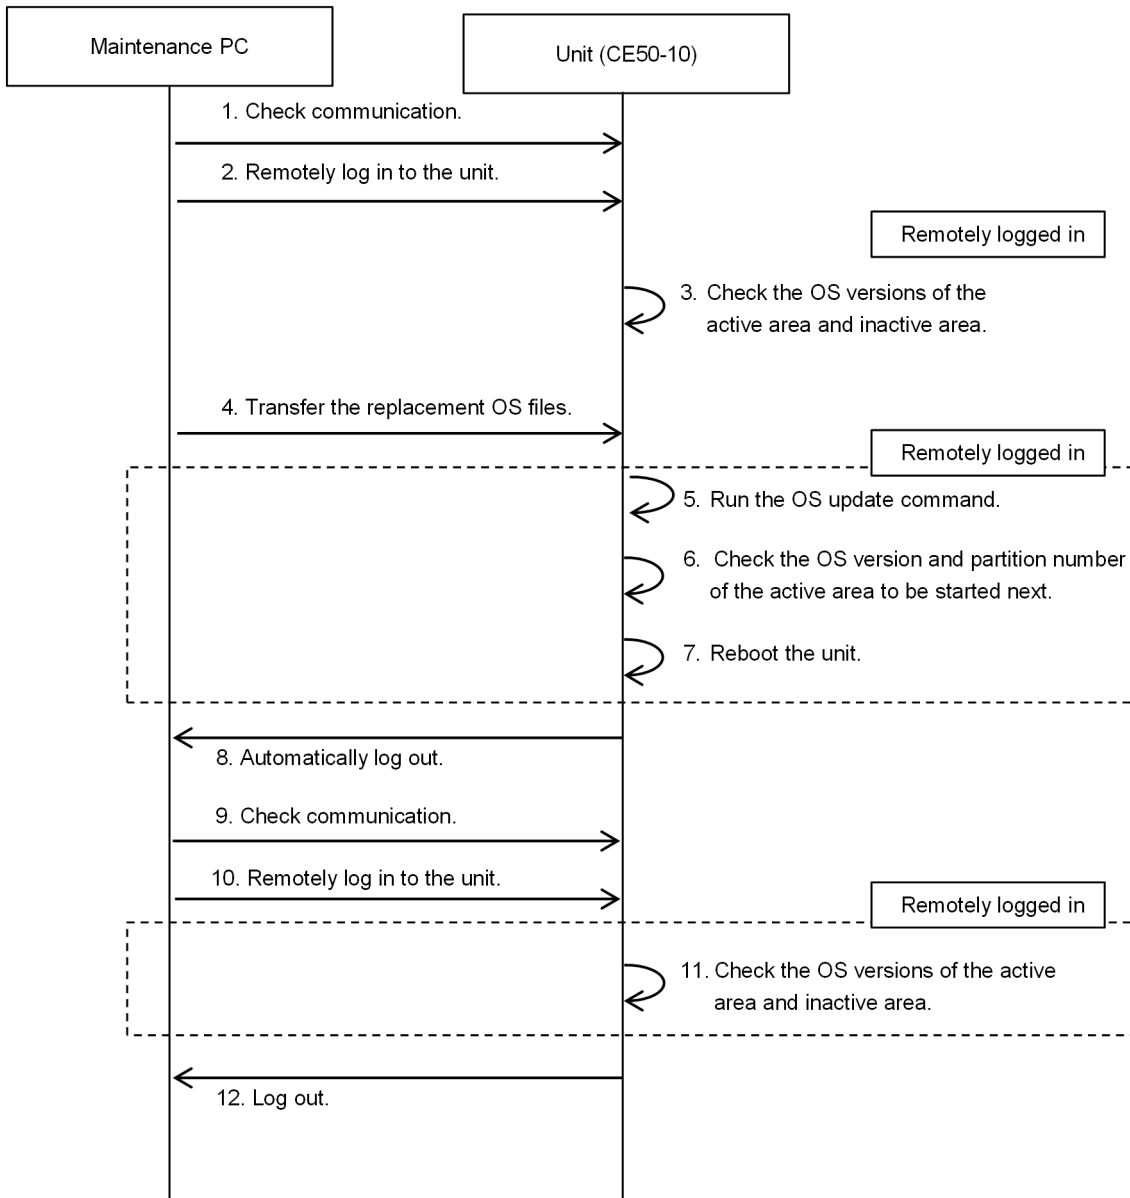 Maintenance PC
Unit (CE50-10)
1. Check communication.
2. Remotely log in to the unit.
Remotely logged in
3. Check the OS versions of the
active area and inactive area.
4. Transfer the replacement OS files.
Remotely logged in
5. Run the OS update command.
6. Check the OS version and partition number
of the active area to be started next.
7. Reboot the unit.
8. Automatically log out.
9. Check communication.
10. Remotely log in to the unit.
Remotely logged in
11. Check the OS versions of the active
area and inactive area.
12. Log out.